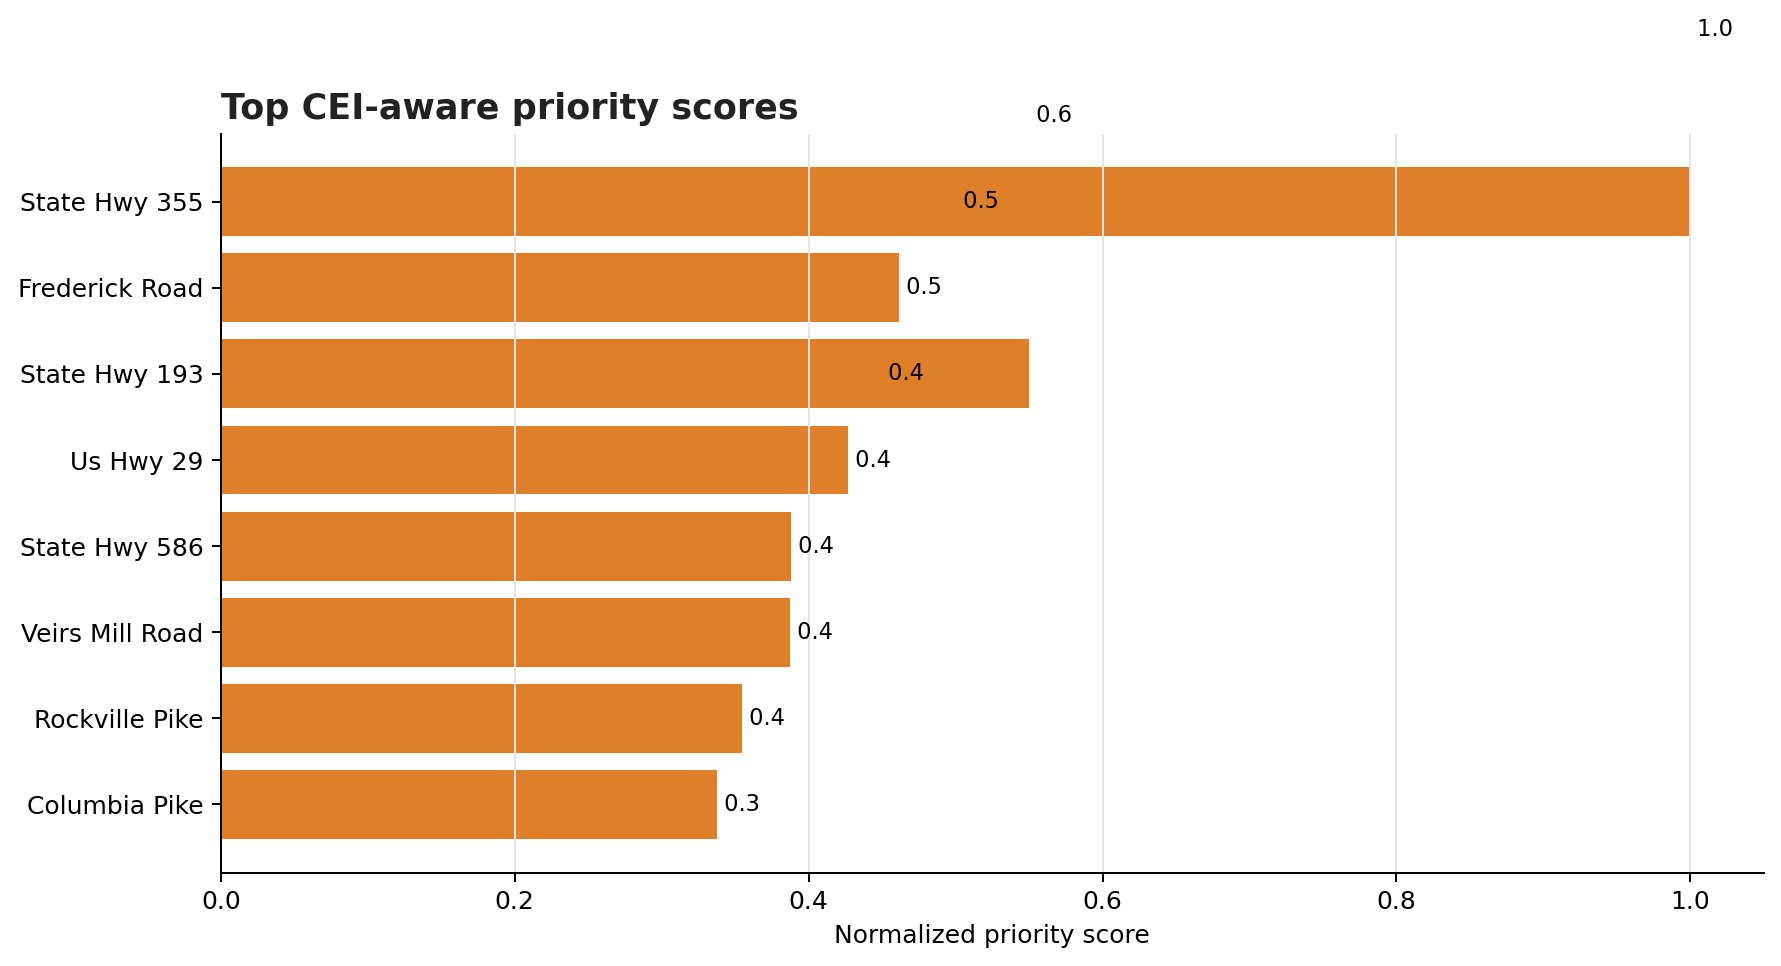 1.0
Top CEI-aware priority scores
0.6
State Hwy 355
0.5
Frederick Road
0.5
State Hwy 193
0.4
Us Hwy 29
0.4
State Hwy 586
0.4
Veirs Mill Road
0.4
Rockville Pike
0.4
Columbia Pike
0.3
0.0 0.2 0.4 0.6 0.8 1.0
Normalized priority score